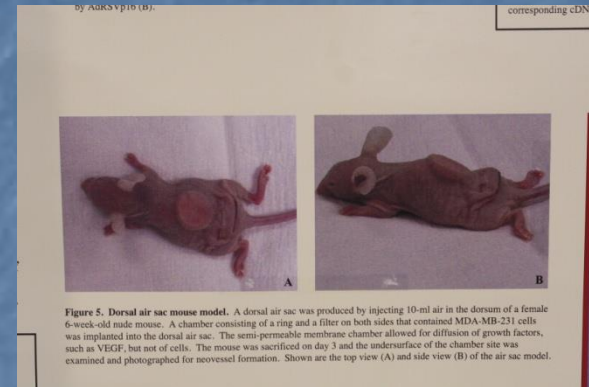 by AdRSVp16 (B).
corresponding cDN
A
B
Figure 5. Dorsal air sac mouse model. A dorsal air sac was produced by injecting 10-ml air in the dorsum of a female
6-week-old nude mouse. A chamber consisting of a ring and a filter on both sides that contained MDA-MB-231 cells
was implanted into the dorsal air sac. The semi-permeable membrane chamber allowed for diffusion of growth factors,
such as VEGF, but not of cells. The mouse was sacrificed on day 3 and the undersurface of the chamber site was
examined and photographed for neovessel formation. Shown are the top view (A) and side view (B) of the air sac model.